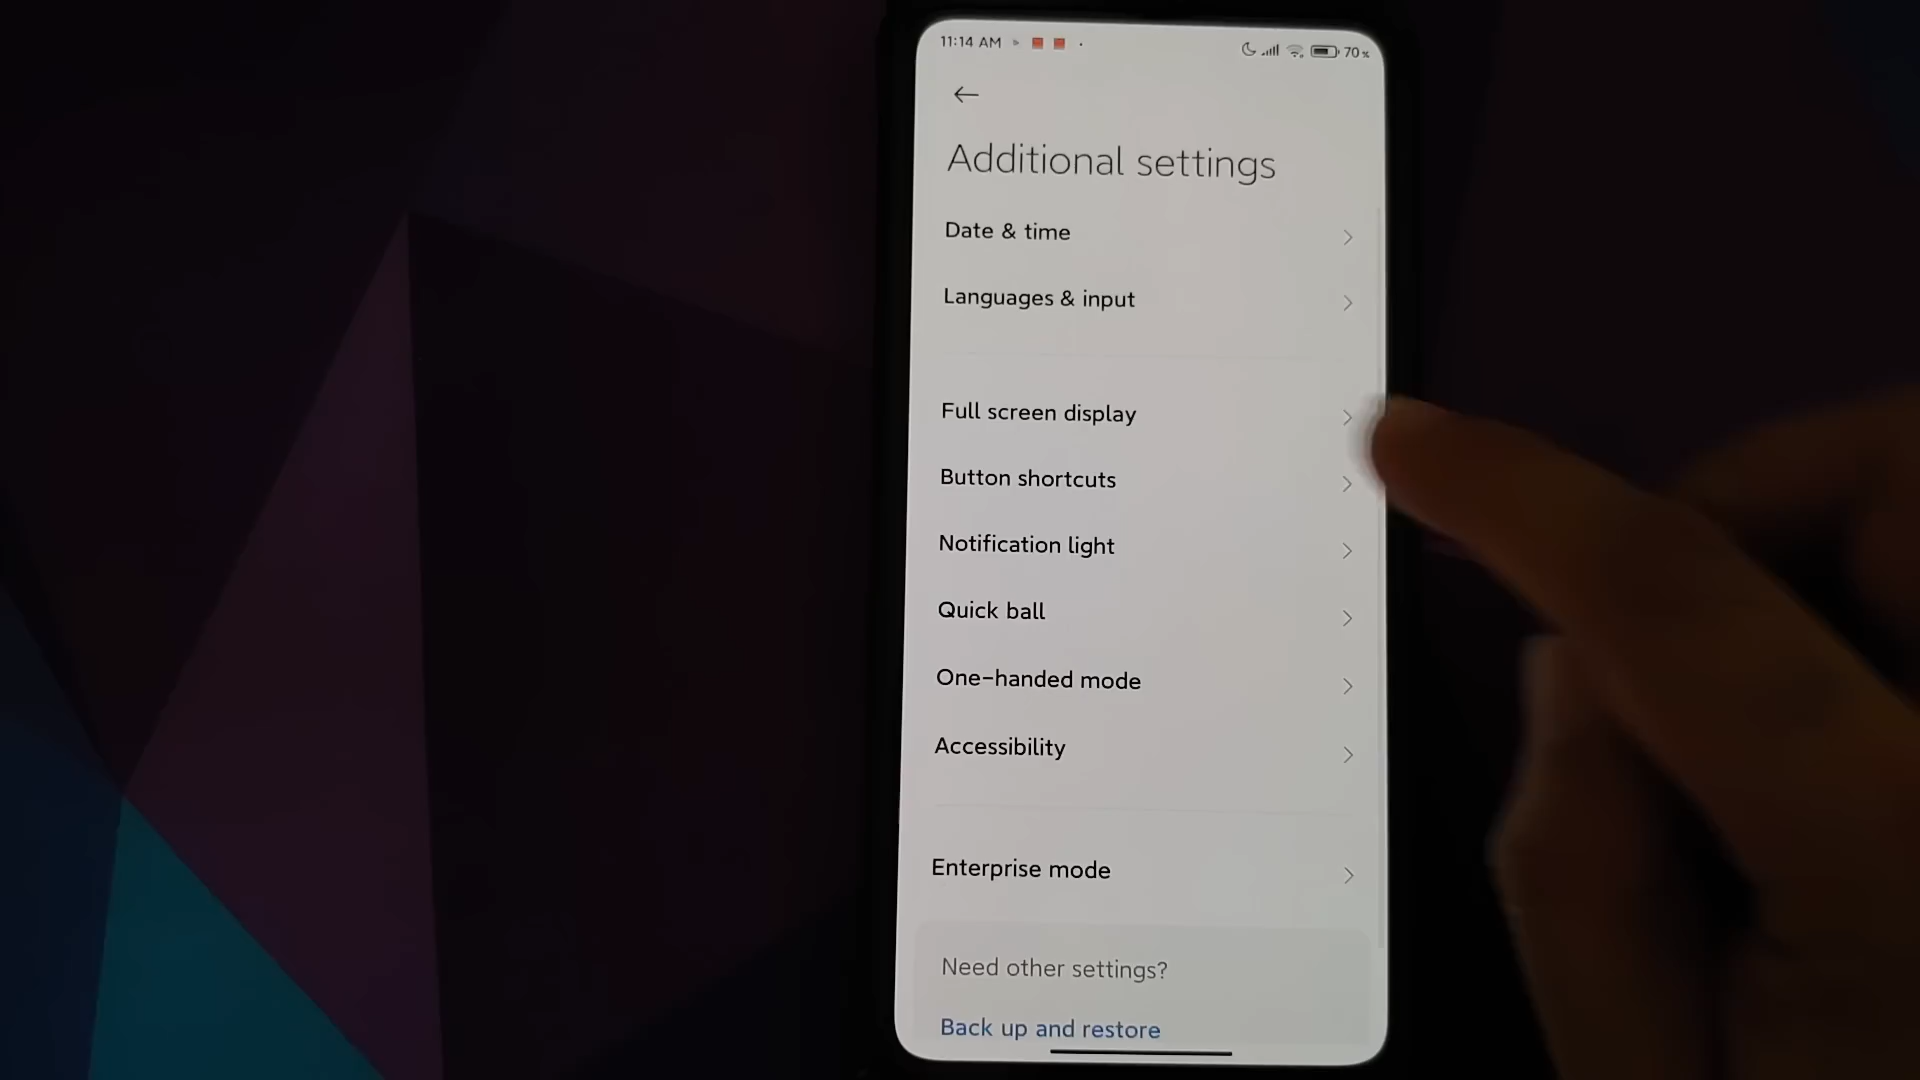 11:14 AM
70%
Additional settings
Date & time
Languages & input
Full screen display
Button shortcuts
Notification light
Quick ball
One-handed mode
Accessibility
Enterprise mode
Need other settings?
Back up and restore